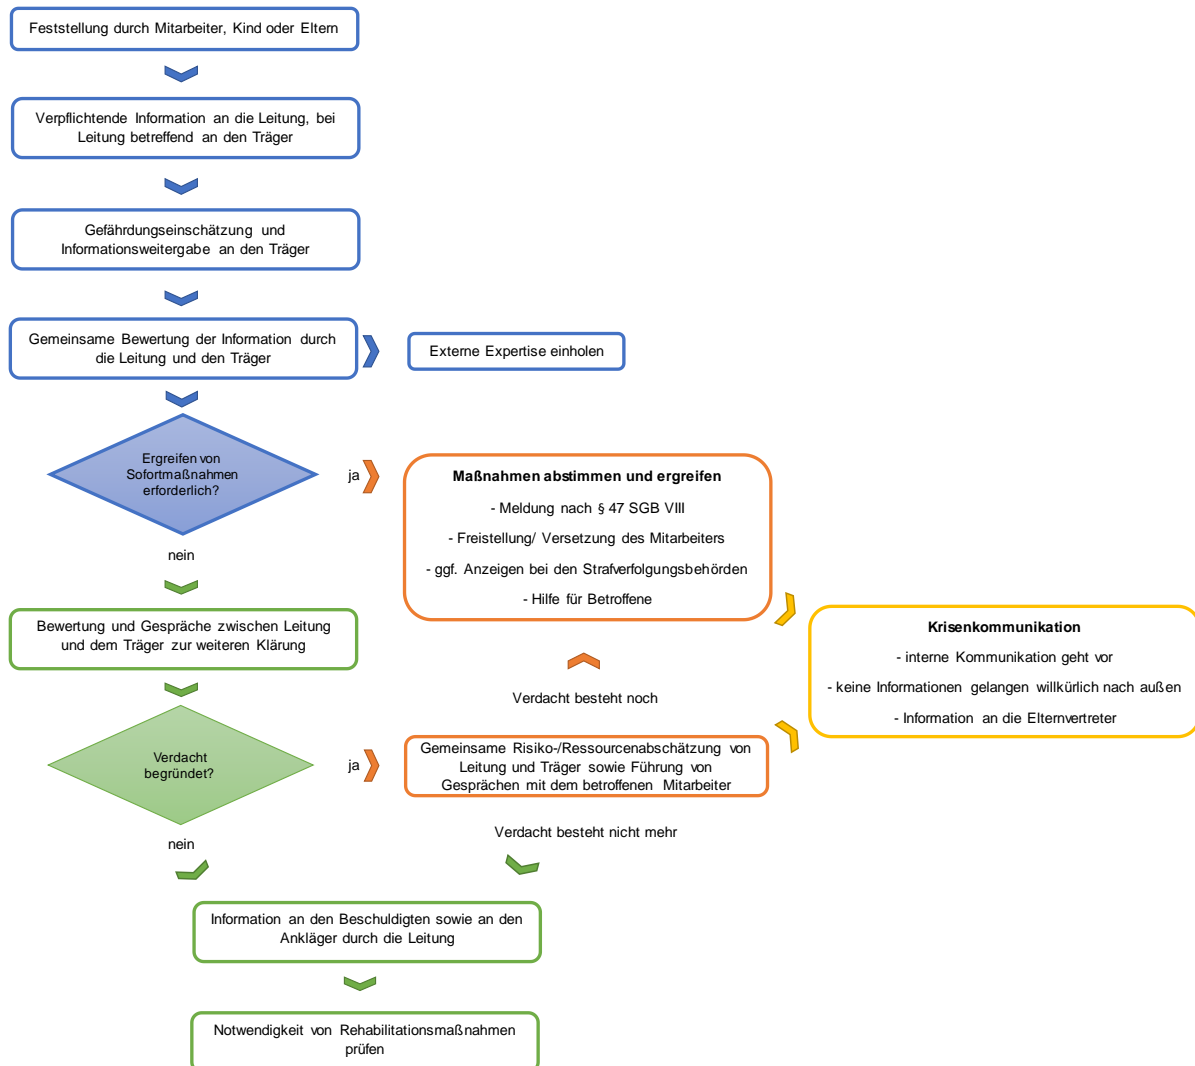 Feststellung durch Mitarbeiter, Kind oder Eltern
Verpflichtende Information an die Leitung, bei
Leitung betreffend an den Träger
Gefährdungseinschätzung und
Informationsweitergabe an den Träger
Gemeinsame Bewertung der Information durch
die Leitung und den Träger
Externe Expertise einholen
Ergreifen von
Sofortmaßnahmen
erforderlich?
ja
Maßnahmen abstimmen und ergreifen
- Meldung nach § 47 SGB VIII
- Freistellung/ Versetzung des Mitarbeiters
- ggf. Anzeigen bei den Strafverfolgungsbehörden
- Hilfe für Betroffene
nein
Bewertung und Gespräche zwischen Leitung
und dem Träger zur weiteren Klärung
Krisenkommunikation
- interne Kommunikation geht vor
- keine Informationen gelangen willkürlich nach außen
- Information an die Elternvertreter
Verdacht besteht noch
Verdacht
begründet?
ja
Gemeinsame Risiko-/Ressourcenabschätzung von
Leitung und Träger sowie Führung von
Gesprächen mit dem betroffenen Mitarbeiter
Verdacht besteht nicht mehr
nein
Information an den Beschuldigten sowie an den
Ankläger durch die Leitung
Notwendigkeit von Rehabilitationsmaßnahmen
prüfen